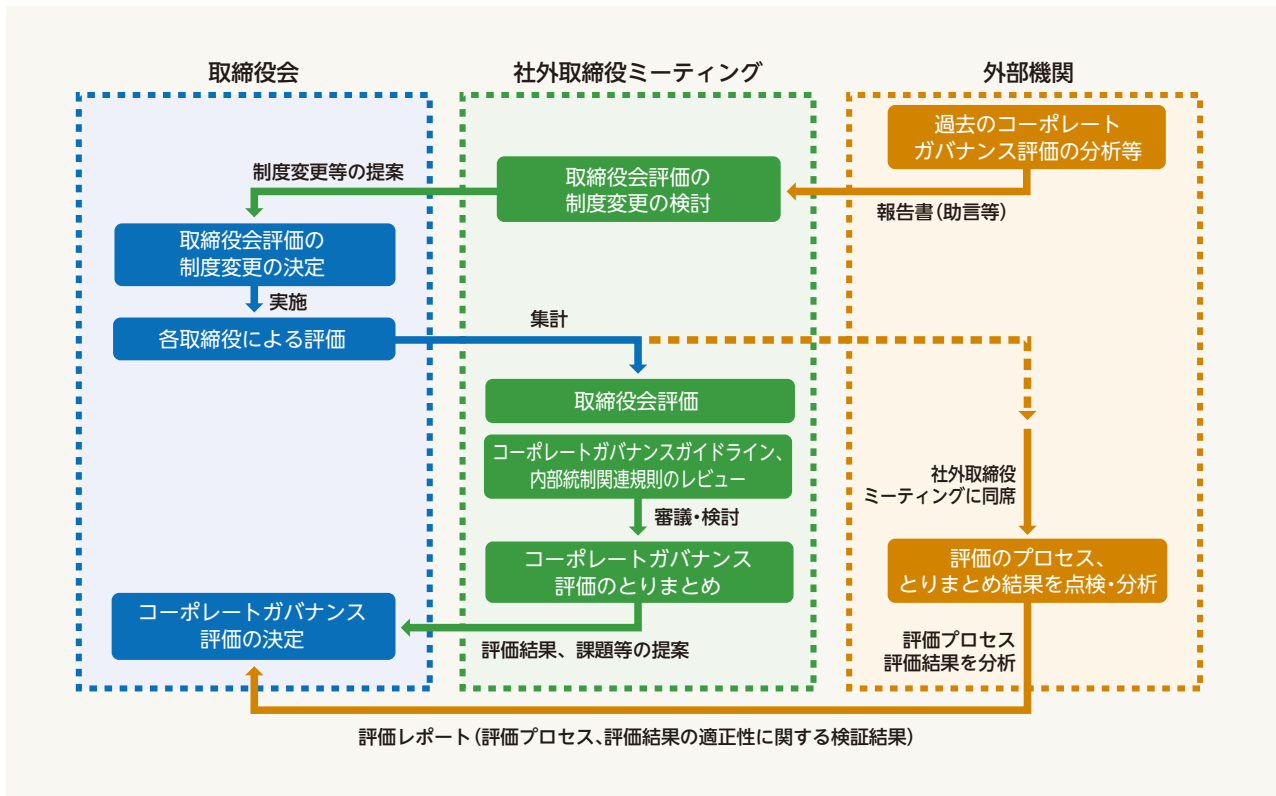 取締役会
社外取締役ミーティング
外部機関
過去のコーポレート
ガバナンス評価の分析等
報告書(助言等)
取締役会評価の
制度変更の検討
制度変更等の提案
取締役会評価の
制度変更の決定
実施
各取締役による評価
集計
取締役会評価
コーポレートガバナンスガイドライン、
内部統制関連規則のレビュー
審議・検討
コーポレートガバナンス
評価のとりまとめ
社外取締役
ミーティングに同席
評価のプロセス、
とりまとめ結果を点検・分析
コーポレートガバナンス
評価の決定
評価結果、課題等の提案
評価プロセス
評価結果を分析
評価レポート(評価プロセス、評価結果の適正性に関する検証結果)